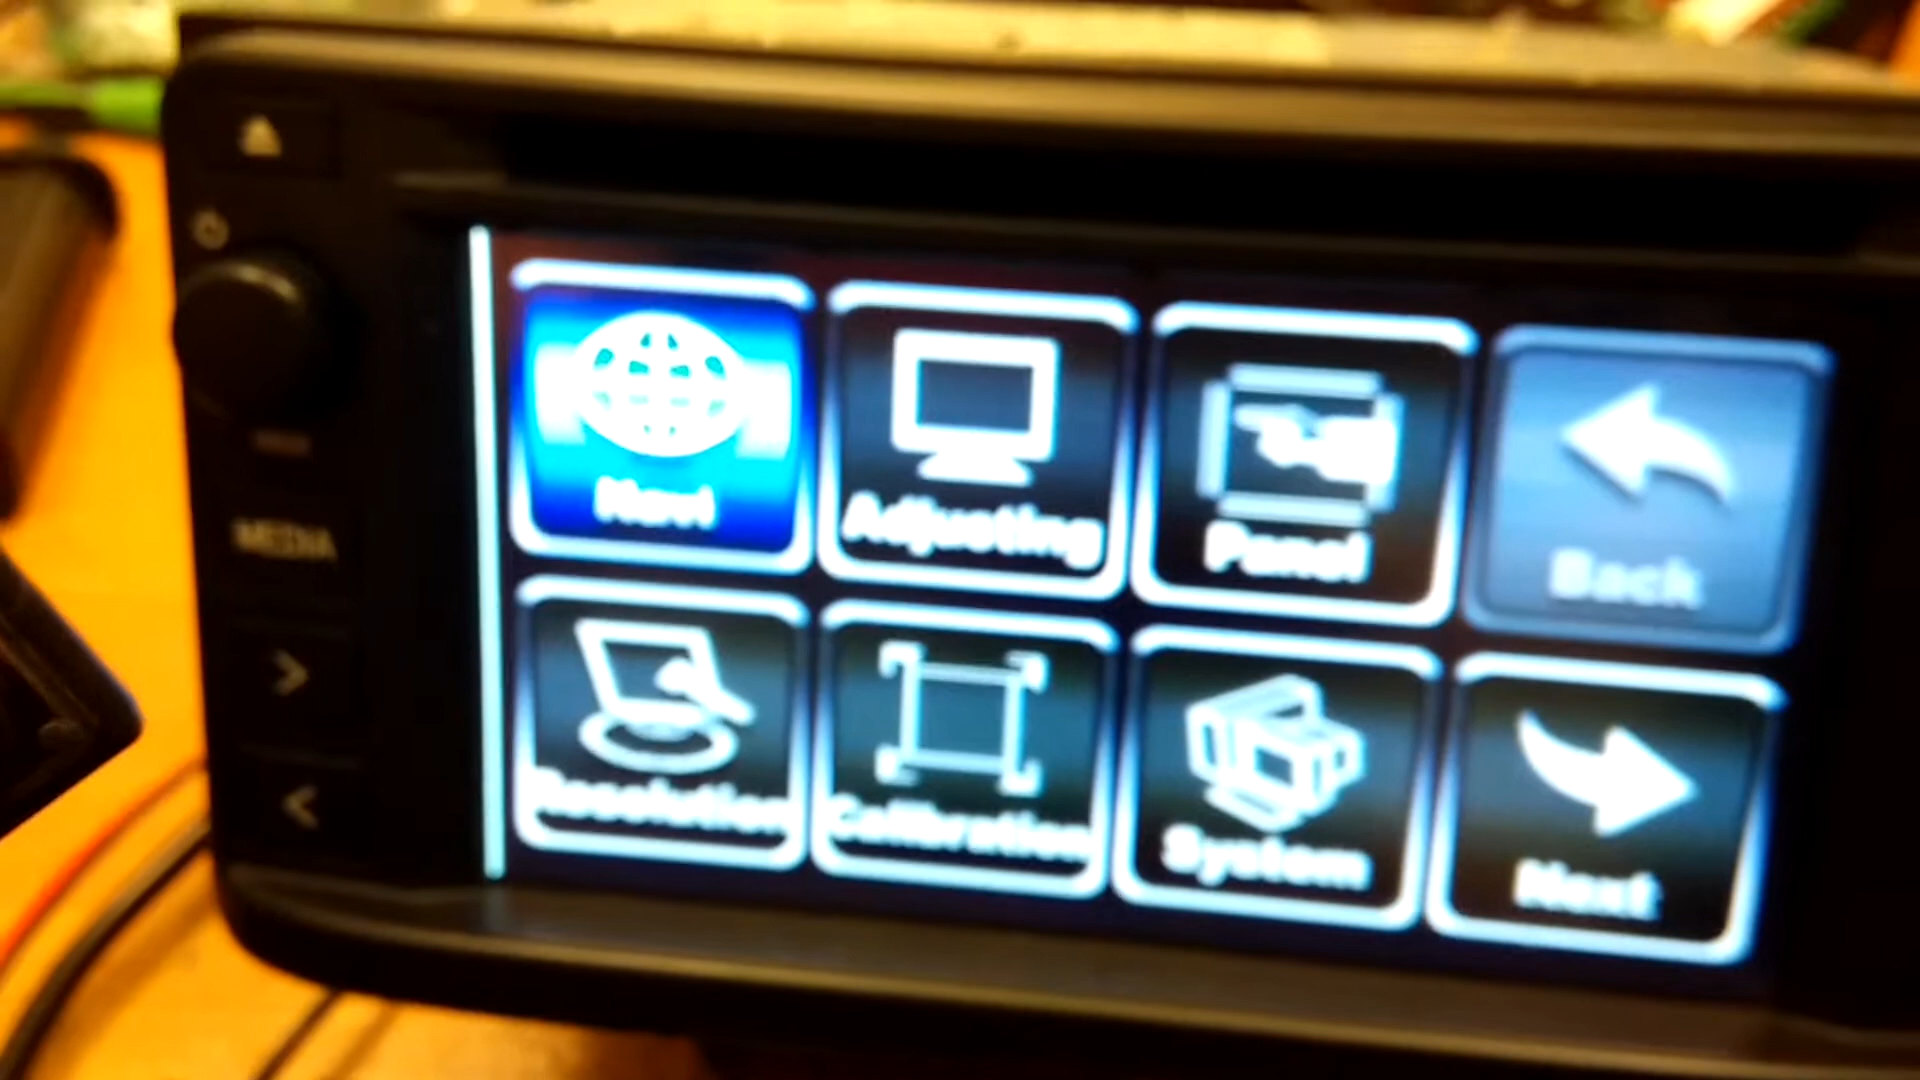 MEDIA
Navi
Adjusting
Panel
Back
Resolution
Calibration
System
Next